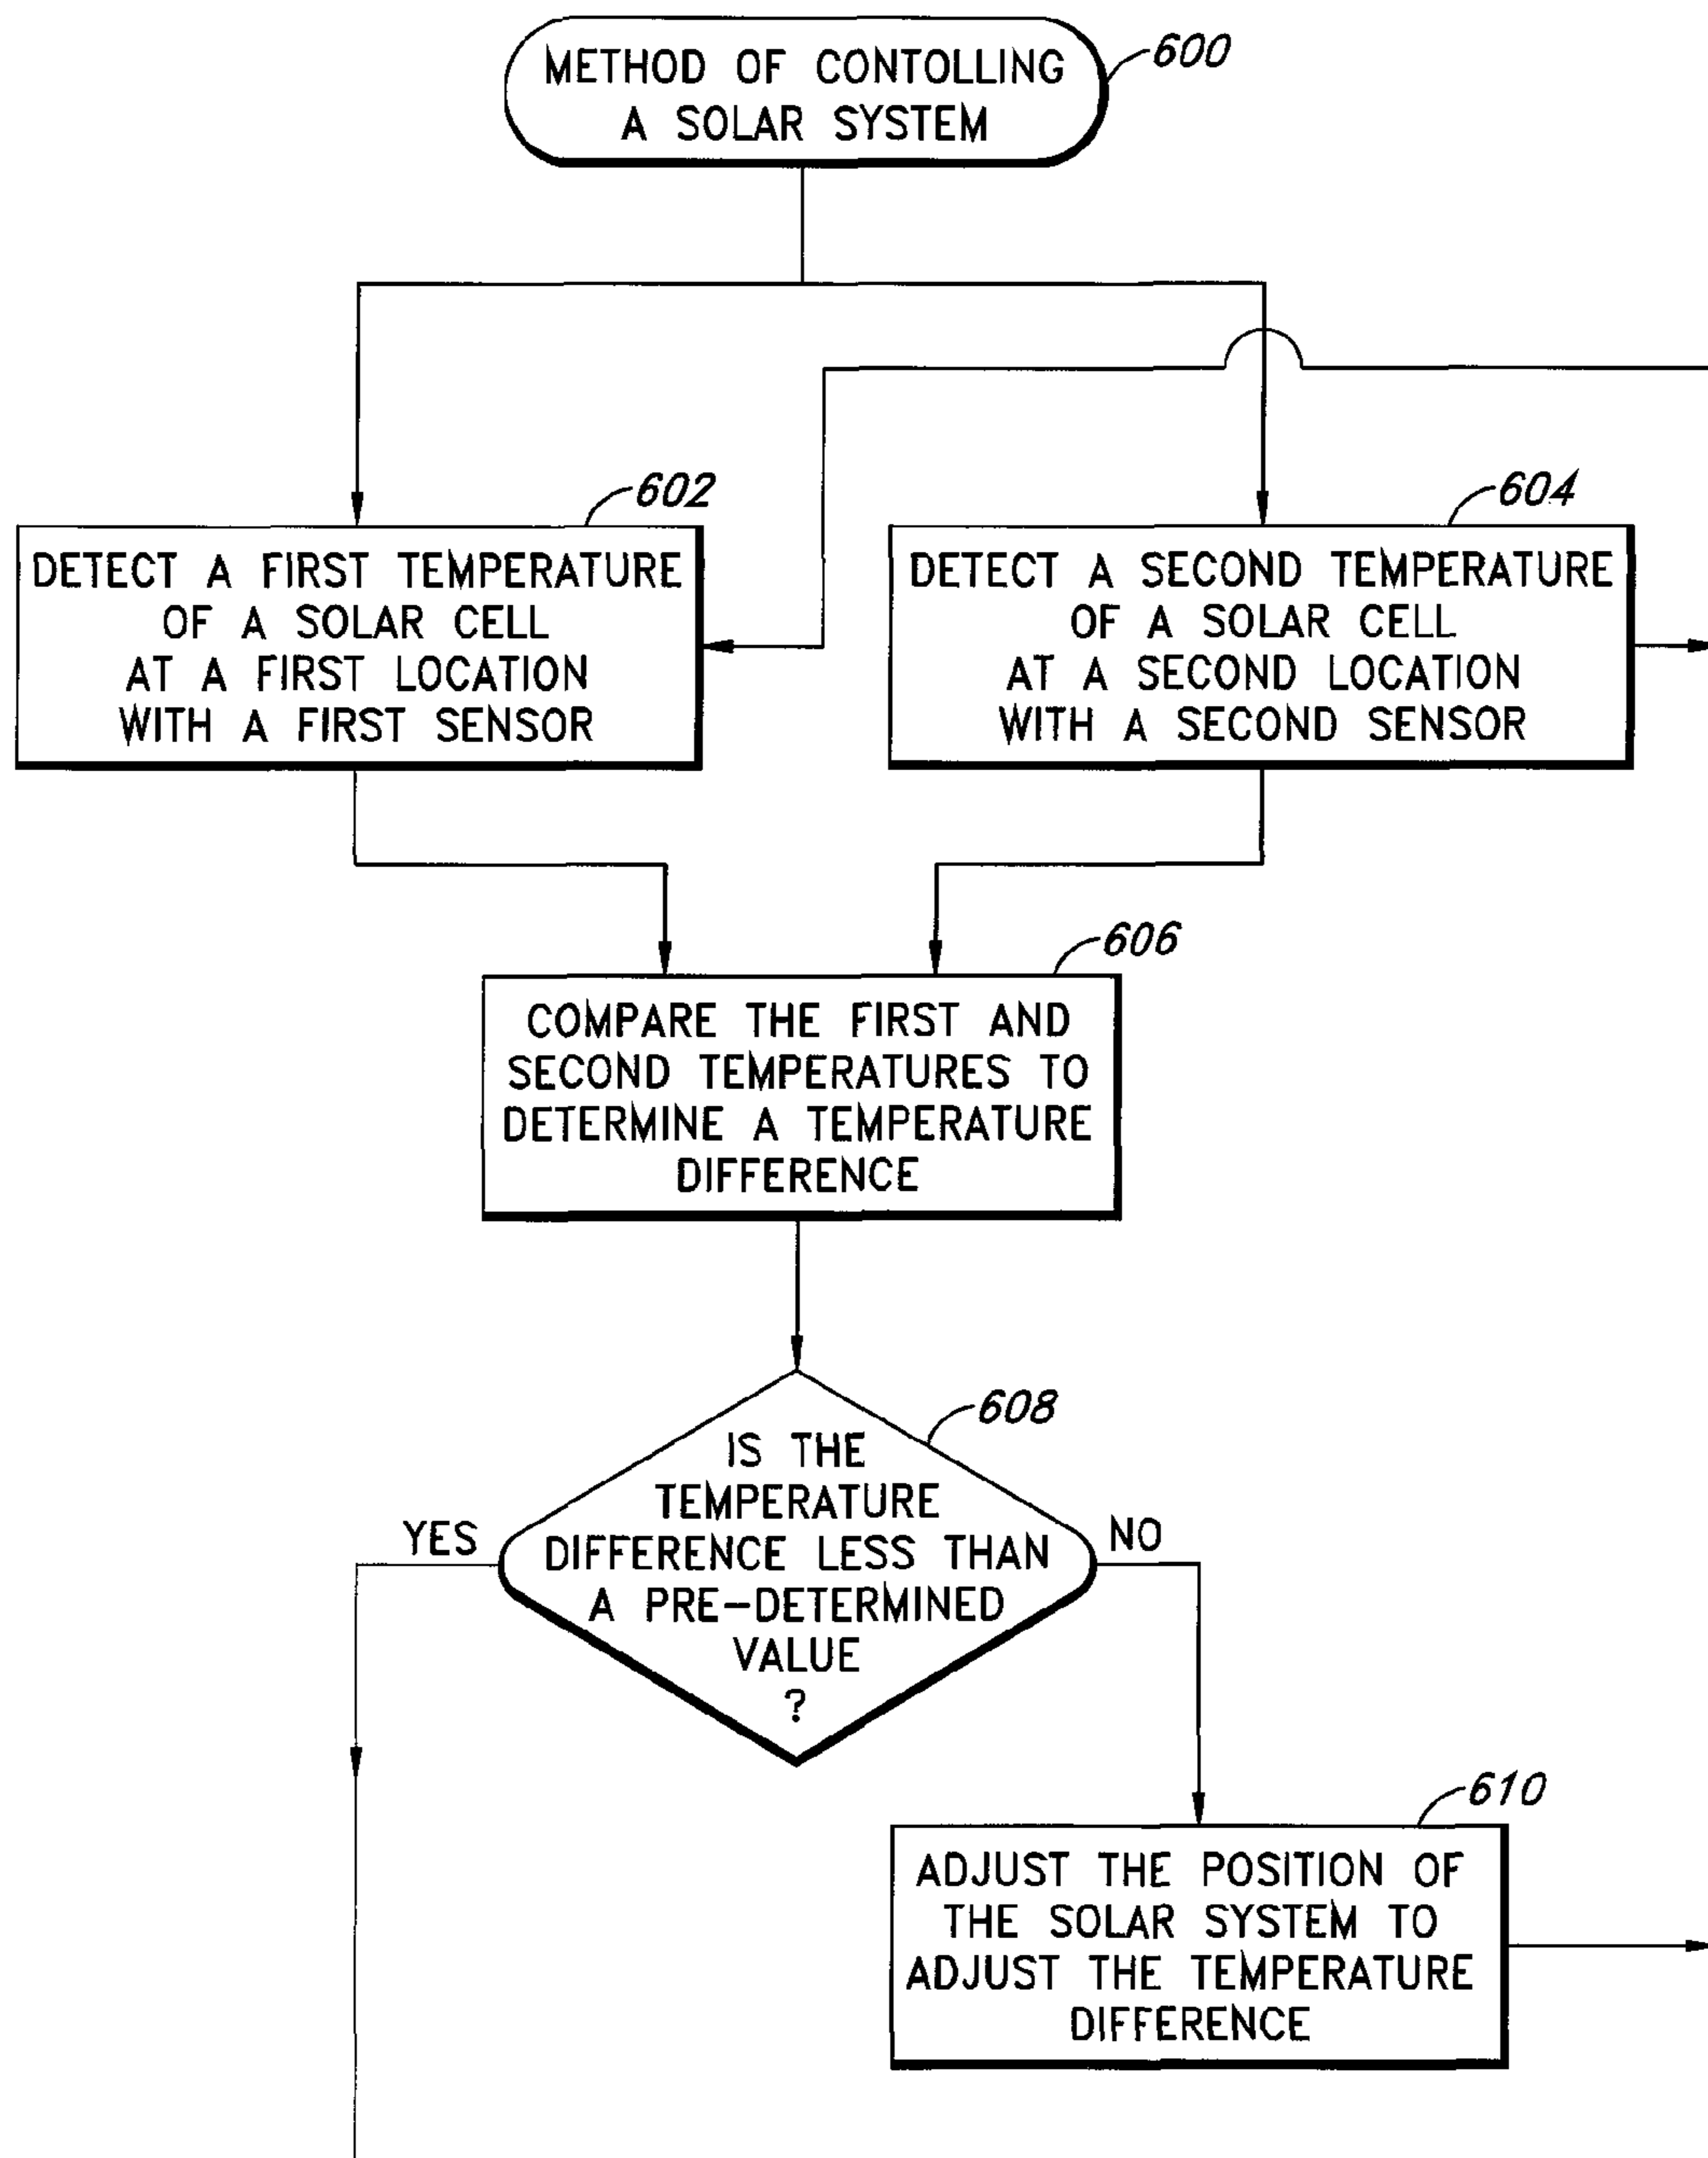 METHOD OF CONTOLLING
A SOLAR SYSTEM
600
602
DETECT A FIRST TEMPERATURE
OF A SOLAR CELL
AT A FIRST LOCATION
WITH A FIRST SENSOR
604
DETECT A SECOND TEMPERATURE
OF A SOLAR CELL
AT A SECOND LOCATION
WITH A SECOND SENSOR
606
COMPARE THE FIRST AND
SECOND TEMPERATURES TO
DETERMINE A TEMPERATURE
DIFFERENCE
608
IS THE
TEMPERATURE
DIFFERENCE LESS THAN
A PRE-DETERMINED
VALUE
?
YES
NO
610
ADJUST THE POSITION OF
THE SOLAR SYSTEM TO
ADJUST THE TEMPERATURE
DIFFERENCE